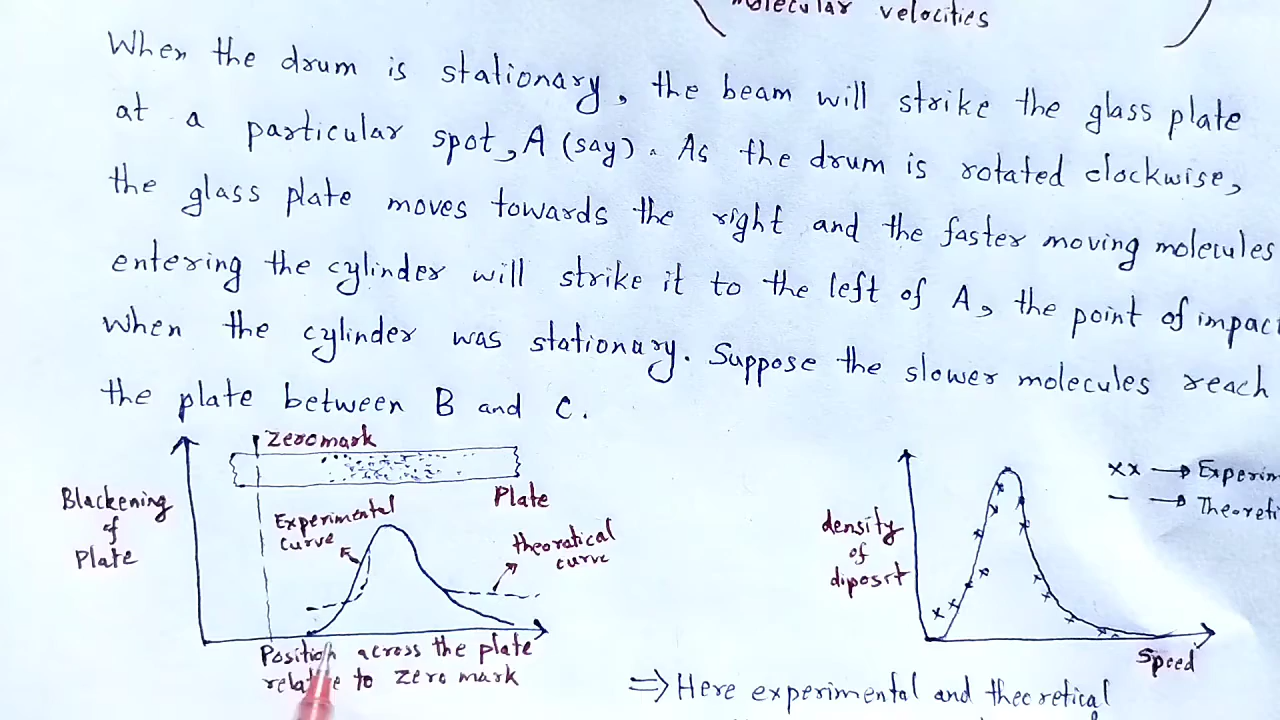 molecular velocities
When the drum is stationary, the beam will strike the glass plate
at a particular spot, A (say). As the drum is rotated clockwise,
the glass plate moves towards the right and the faster moving molecules
entering the cylinder will strike it to the left of A, the point of impac
when the cylinder was stationary. Suppose the slower molecules reach
the plate between B and C.
Zero mark
Plate
Blackening
of
Plate
Experimental
curve
theoratical
curve
Position across the plate
relative to zero mark
density
of
diposrt
xx → Experim
— → Theoreti
Speed
⇒ Here experimental and theoretical